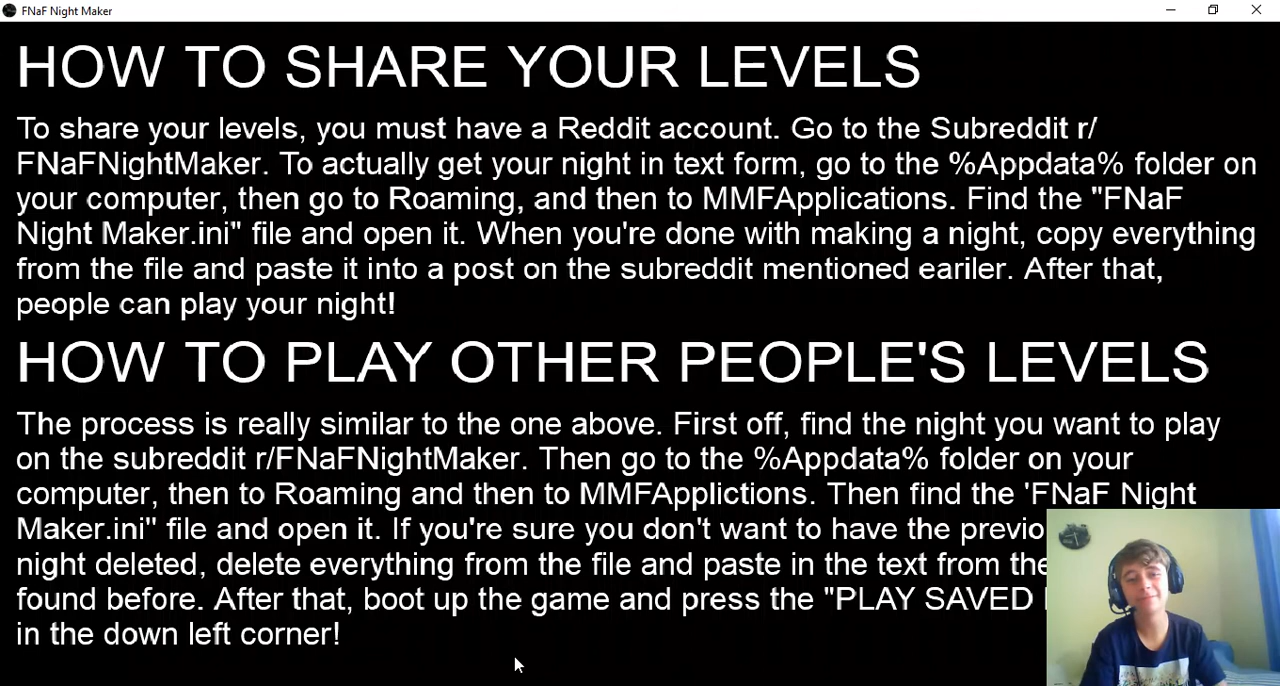 FNaF Night Maker
HOW TO SHARE YOUR LEVELS
To share your levels, you must have a Reddit account. Go to the Subreddit r/
FNaFNightMaker. To actually get your night in text form, go to the %Appdata% folder on
your computer, then go to Roaming, and then to MMFApplications. Find the "FNaF
Night Maker.ini" file and open it. When you're done with making a night, copy everything
from the file and paste it into a post on the subreddit mentioned eariler. After that,
people can play your night!
HOW TO PLAY OTHER PEOPLE'S LEVELS
The process is really similar to the one above. First off, find the night you want to play
on the subreddit r/FNaFNightMaker. Then go to the %Appdata% folder on your
computer, then to Roaming and then to MMFApplictions. Then find the 'FNaF Night
Maker.ini" file and open it. If you're sure you don't want to have the previo
night deleted, delete everything from the file and paste in the text from the
found before. After that, boot up the game and press the "PLAY SAVED
in the down left corner!